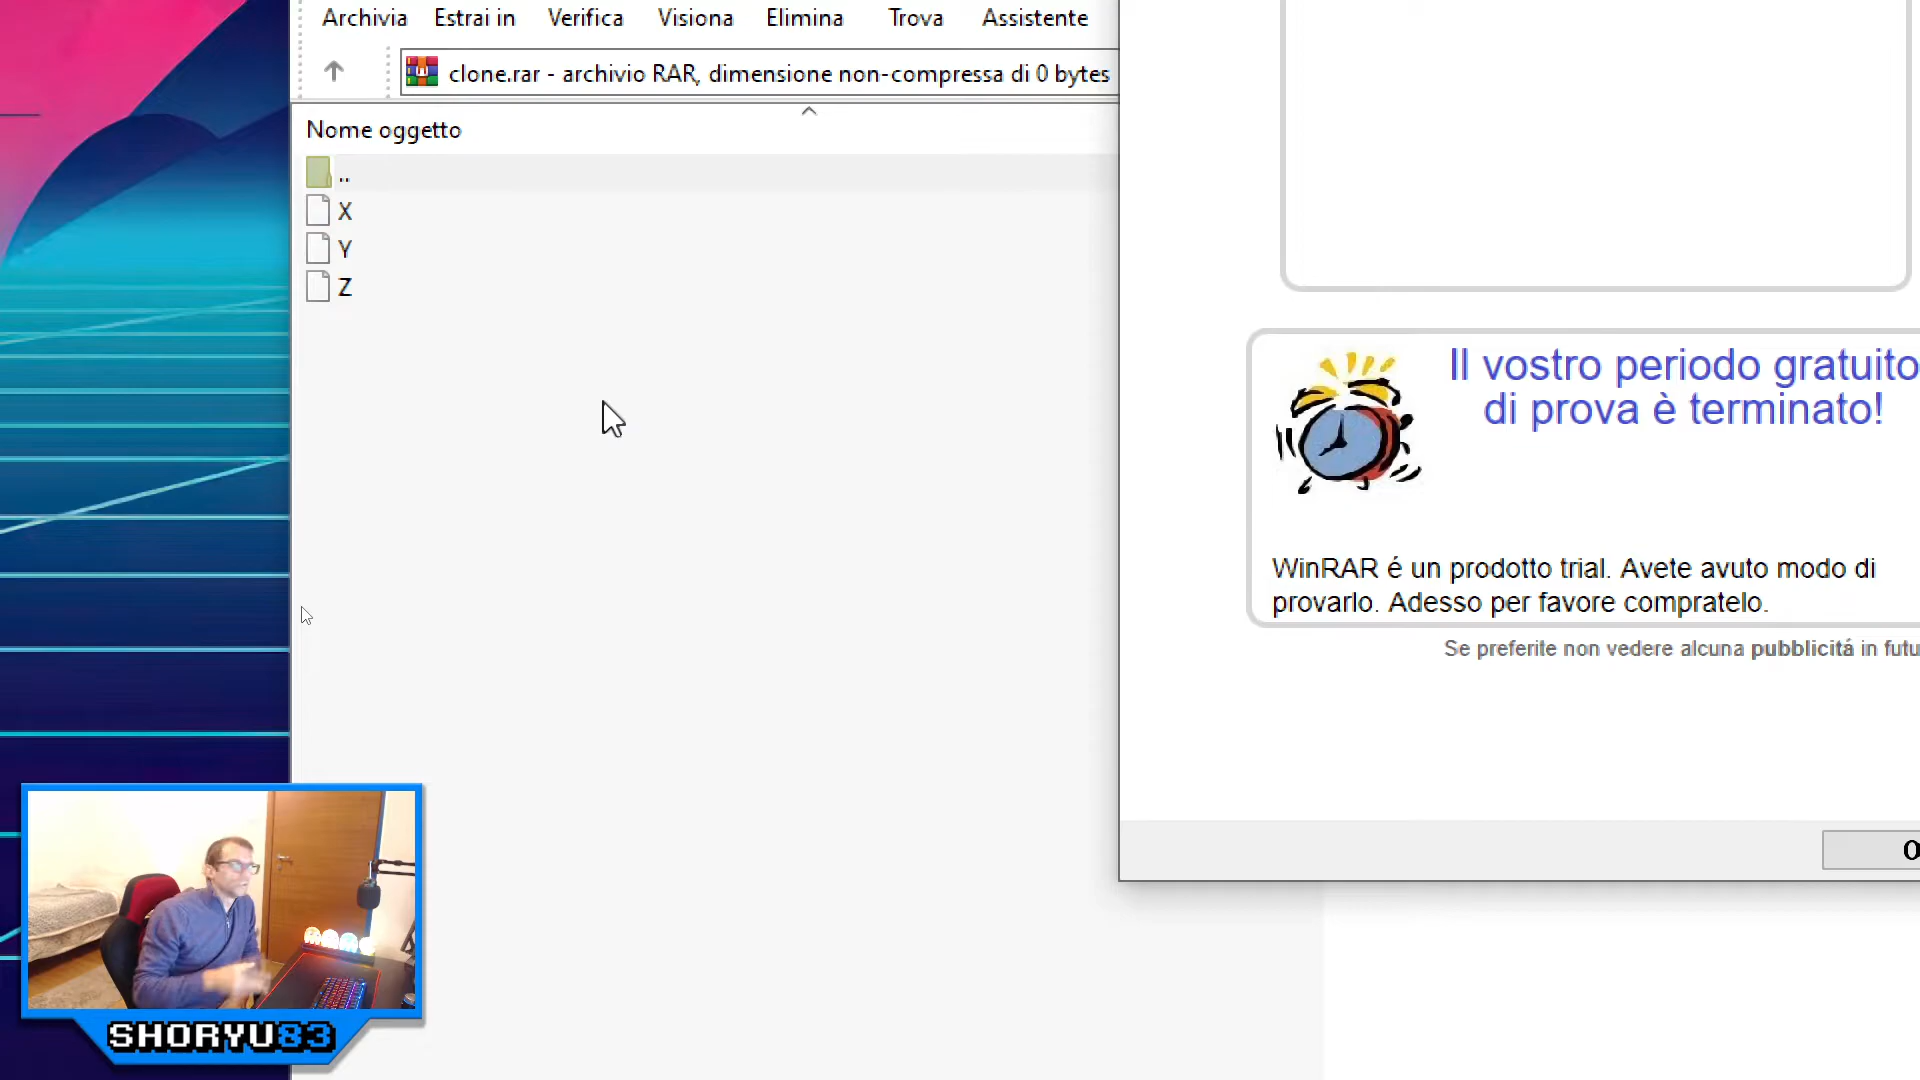 Archivia Estrai in Verifica Visiona Elimina Trova Assistente
clone.rar - archivio RAR, dimensione non-compressa di 0 bytes
Nome oggetto
..
X
Y
Z
Il vostro periodo gratuito
di prova è terminato!
WinRAR é un prodotto trial. Avete avuto modo di
provarlo. Adesso per favore compratelo.
Se preferite non vedere alcuna pubblicitá in futu
SHORYU83